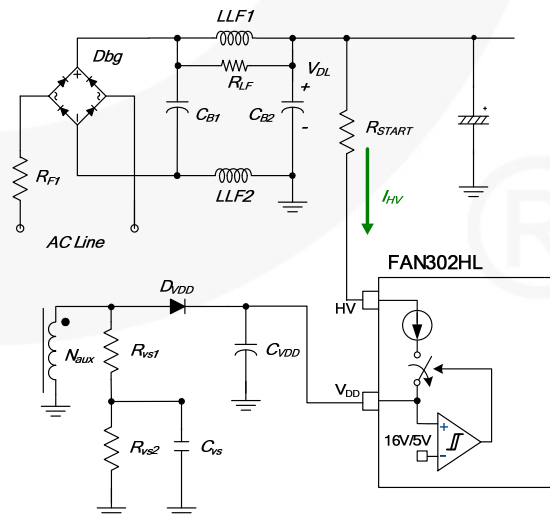 LLF1
Dbg
RLF
VDL
+
-
CB1
CB2
RSTART
RF1
LLF2
IHV
AC Line
FAN302HL
DVDD
HV
Naux
Rvs1
CVDD
VDD
16V/5V
Rvs2
Cvs
®